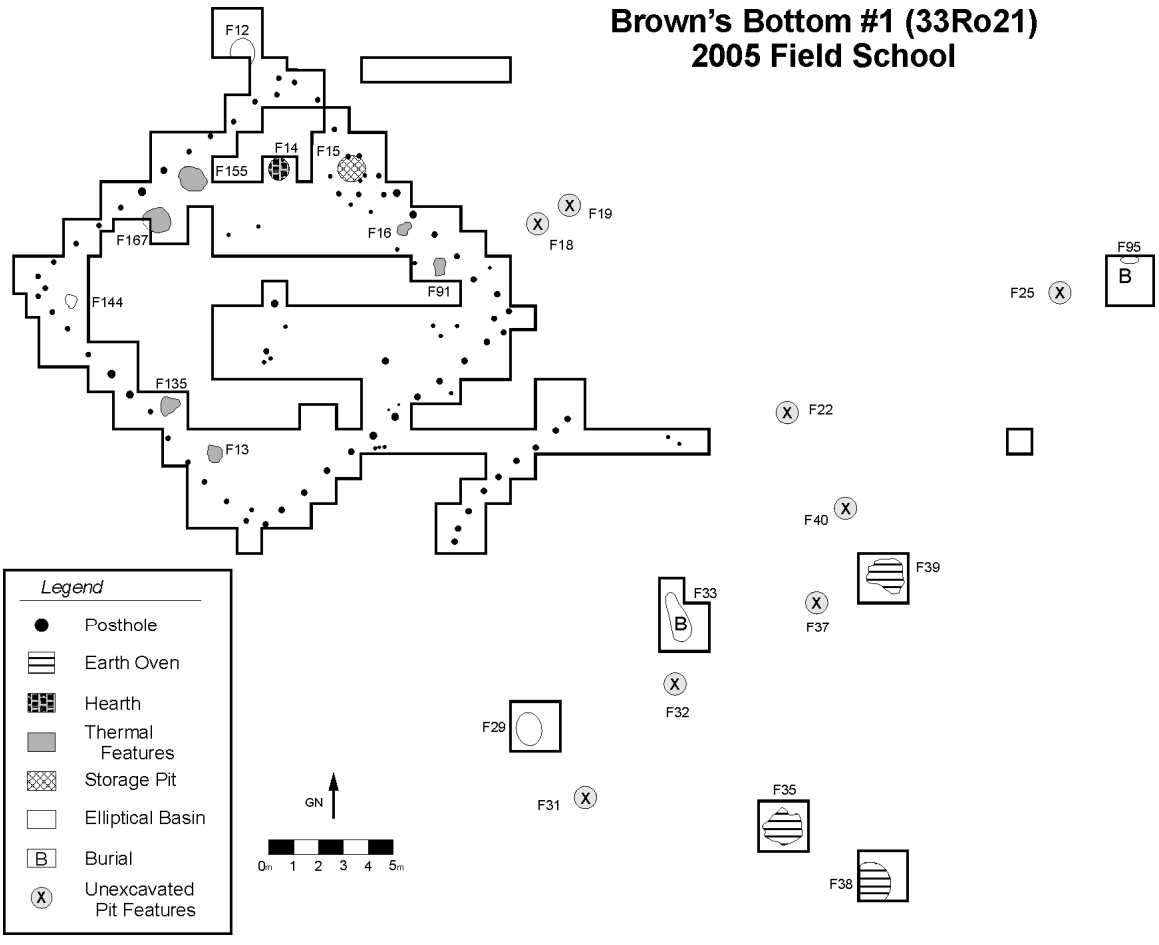 Brown's Bottom #1 (33Ro21)
2005 Field School
F12
F14
F15
F155
F16
F19
F18
F167
F95
B
F91
F25
X
F144
F135
F22
F13
F40
F39
F33
B
F37
F32
F29
F31
F35
F38
Legend
Posthole
Earth Oven
Hearth
Thermal
Features
Storage Pit
Elliptical Basin
B Burial
X Unexcavated
Pit Features
GN
0m 1 2 3 4 5m